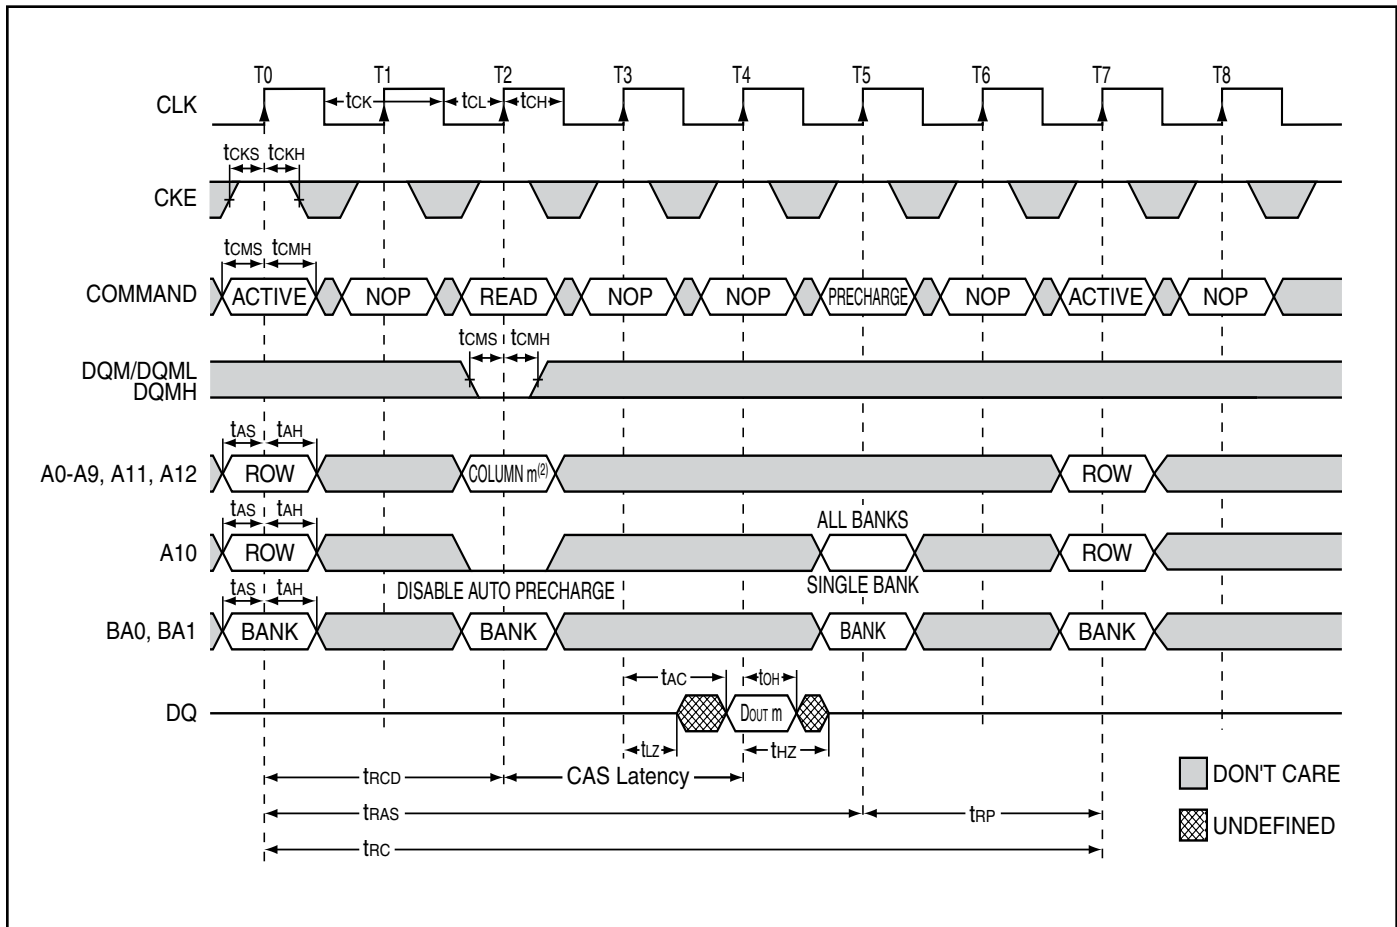 T0 T1 T2 T3 T4 T5 T6 T7 T8
CLK tCK tCL tCH
tCKS tCKH
CKE
tCMS tCMH
COMMAND ACTIVE NOP READ NOP NOP PRECHARGE NOP ACTIVE NOP
tCMS tCMH
DQM/DQML
DQMH
tAS tAH
A0-A9, A11, A12 ROW COLUMN m(2) ROW
tAS tAH ALL BANKS
A10 ROW ROW
DISABLE AUTO PRECHARGE SINGLE BANK
tAS tAH
BA0, BA1 BANK BANK BANK BANK
tAC tOH
DQ DOUT m
tLZ tHZ
tRCD CAS Latency
DON'T CARE
tRAS tRP
UNDEFINED
tRC